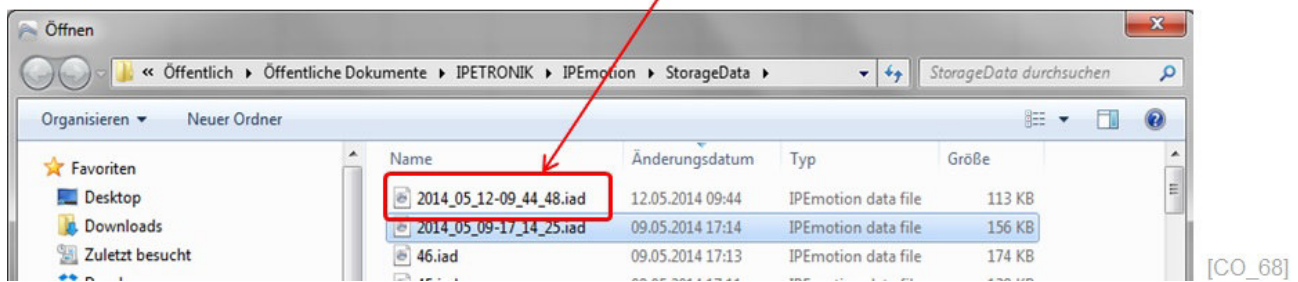 Öffnen
x
« Öffentlich ▸ Öffentliche Dokumente ▸ IPETRONIK ▸ IPEmotion ▸ StorageData ▸ StorageData durchsuchen
Organisieren ▾ Neuer Ordner
Name Änderungsdatum Typ Größe
Favoriten
2014_05_12-09_44_48.iad 12.05.2014 09:44 IPEmotion data file 113 KB
Desktop
2014_05_09-17_14_25.iad 09.05.2014 17:14 IPEmotion data file 156 KB
Downloads
46.iad 09.05.2014 17:13 IPEmotion data file 174 KB
Zuletzt besucht
[CO_68]